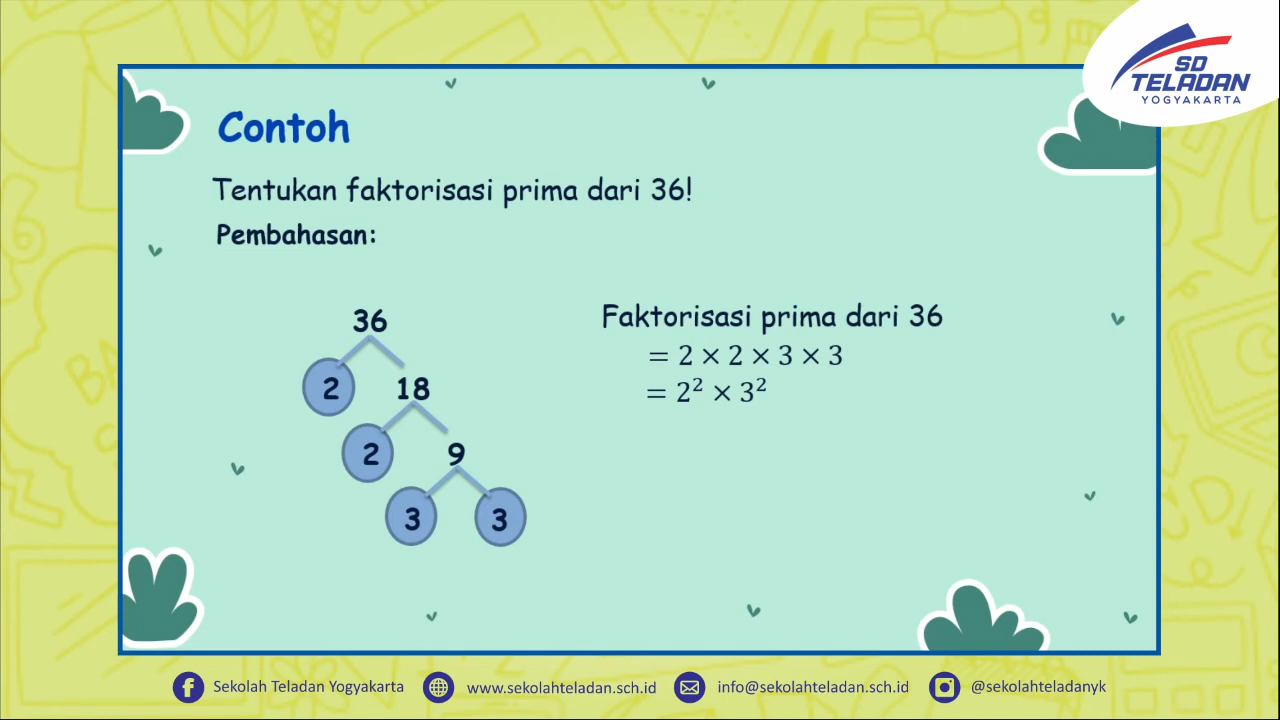 SD
TELADAN
YOGYAKARTA
Contoh
Tentukan faktorisasi prima dari 36!
Pembahasan:
36
2 18
2 9
3 3
Faktorisasi prima dari 36
= 2 × 2 × 3 × 3
= 2² × 3²
Sekolah Teladan Yogyakarta
www.sekolahteladan.sch.id
info@sekolahteladan.sch.id
@sekolahteladanyk